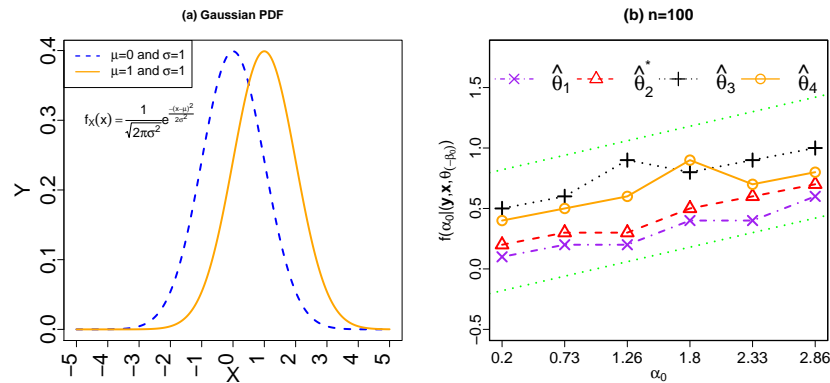 (a) Gaussian PDF
μ=0 and σ=1
μ=1 and σ=1
f_X(x) = 1/√(2πσ²) e^(−(x−μ)²/2σ²)
Y
0.0 0.1 0.2 0.3 0.4
−5 −4 −3 −2 −1 0 1 2 3 4 5
X
(b) n=100
θ̂₁ θ̂₂* θ̂₃ θ̂₄
f(α₀|(y,x,θ₍₋β₀₎)
−0.5 0.0 0.5 1.0 1.5
0.2 0.73 1.26 1.8 2.33 2.86
α₀